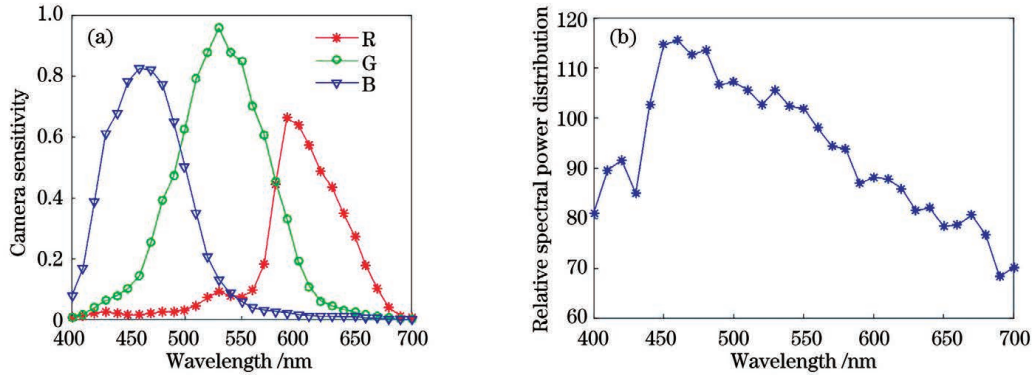 (a)
R
G
B
1.0
0.8
0.6
0.4
0.2
0
400 450 500 550 600 650 700
Camera sensitivity
Wavelength /nm
(b)
120
110
100
90
80
70
60
400 450 500 550 600 650 700
Relative spectral power distribution
Wavelength /nm